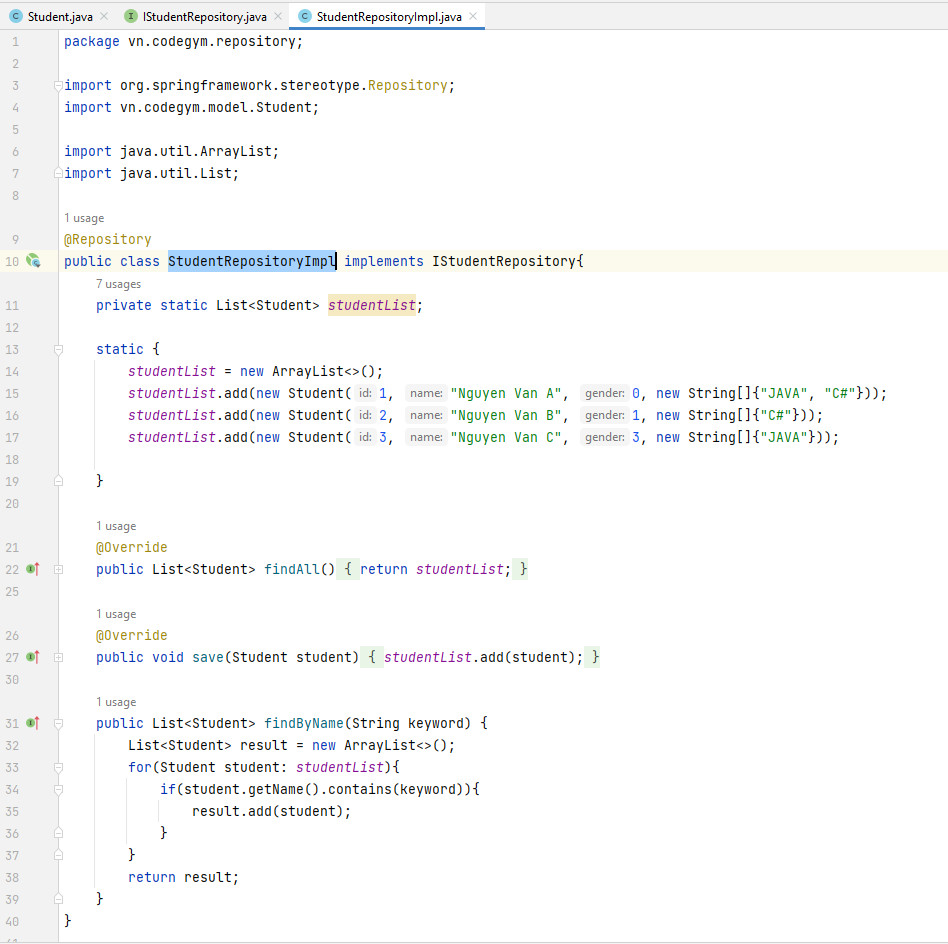 Student.java × IStudentRepository.java × StudentRepositoryImpl.java ×
1 package vn.codegym.repository;
2
3 import org.springframework.stereotype.Repository;
4 import vn.codegym.model.Student;
5
6 import java.util.ArrayList;
7 import java.util.List;
8
1 usage
9 @Repository
10 public class StudentRepositoryImpl implements IStudentRepository{
7 usages
11 private static List<Student> studentList;
12
13 static {
14 studentList = new ArrayList<>();
15 studentList.add(new Student( id: 1, name: "Nguyen Van A", gender: 0, new String[]{"JAVA", "C#"}));
16 studentList.add(new Student( id: 2, name: "Nguyen Van B", gender: 1, new String[]{"C#"}));
17 studentList.add(new Student( id: 3, name: "Nguyen Van C", gender: 3, new String[]{"JAVA"}));
18
19 }
20
1 usage
21 @Override
22 public List<Student> findAll() { return studentList; }
25
1 usage
26 @Override
27 public void save(Student student) { studentList.add(student); }
30
1 usage
31 public List<Student> findByName(String keyword) {
32 List<Student> result = new ArrayList<>();
33 for(Student student: studentList){
34 if(student.getName().contains(keyword)){
35 result.add(student);
36 }
37 }
38 return result;
39 }
40 }